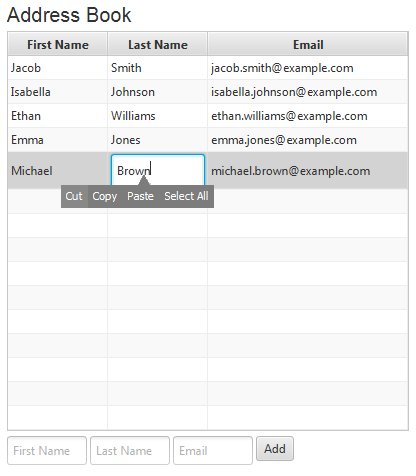 Address Book
First Name Last Name Email
Jacob Smith jacob.smith@example.com
Isabella Johnson isabella.johnson@example.com
Ethan Williams ethan.williams@example.com
Emma Jones emma.jones@example.com
Michael Brown michael.brown@example.com
Cut Copy Paste Select All
First Name Last Name Email Add